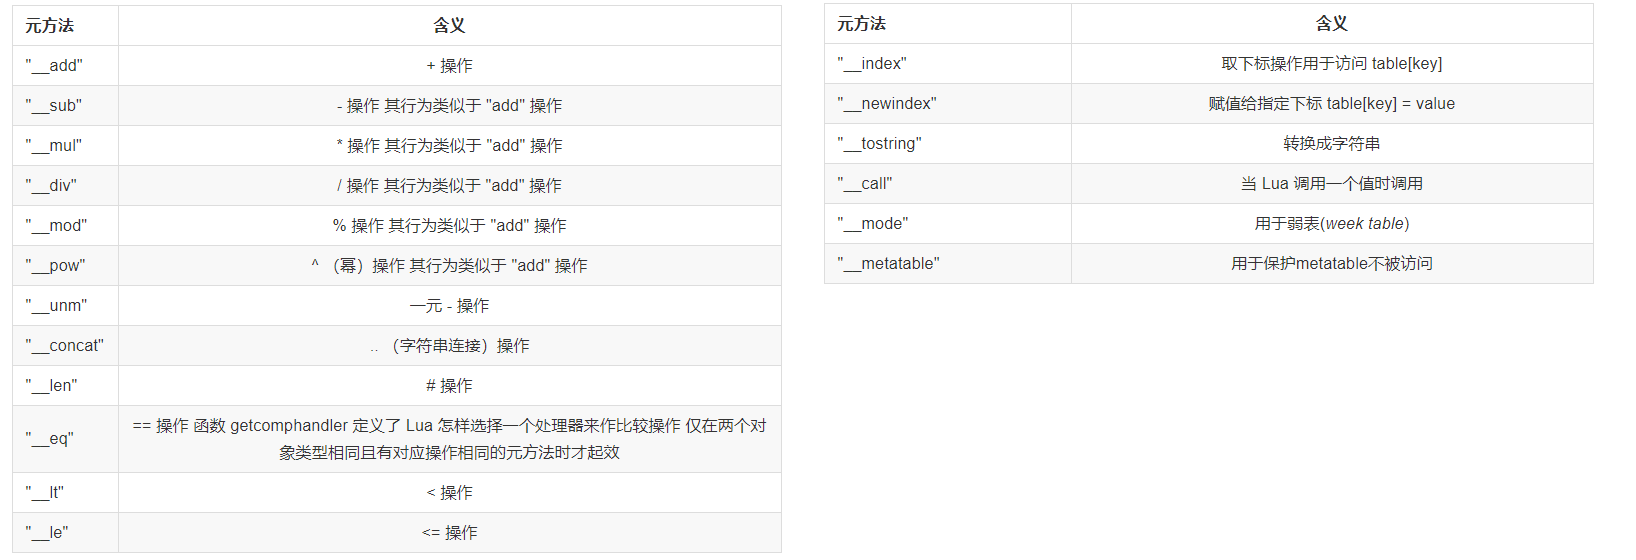 元方法 含义
"__add" + 操作
"__sub" - 操作 其行为类似于 "add" 操作
"__mul" * 操作 其行为类似于 "add" 操作
"__div" / 操作 其行为类似于 "add" 操作
"__mod" % 操作 其行为类似于 "add" 操作
"__pow" ^ （幂）操作 其行为类似于 "add" 操作
"__unm" 一元 - 操作
"__concat" .. （字符串连接）操作
"__len" # 操作
"__eq" == 操作 函数 getcomphandler 定义了 Lua 怎样选择一个处理器来作比较操作 仅在两个对
象类型相同且有对应操作相同的元方法时才起效
"__lt" < 操作
"__le" <= 操作
元方法 含义
"__index" 取下标操作用于访问 table[key]
"__newindex" 赋值给指定下标 table[key] = value
"__tostring" 转换成字符串
"__call" 当 Lua 调用一个值时调用
"__mode" 用于弱表(week table)
"__metatable" 用于保护metatable不被访问